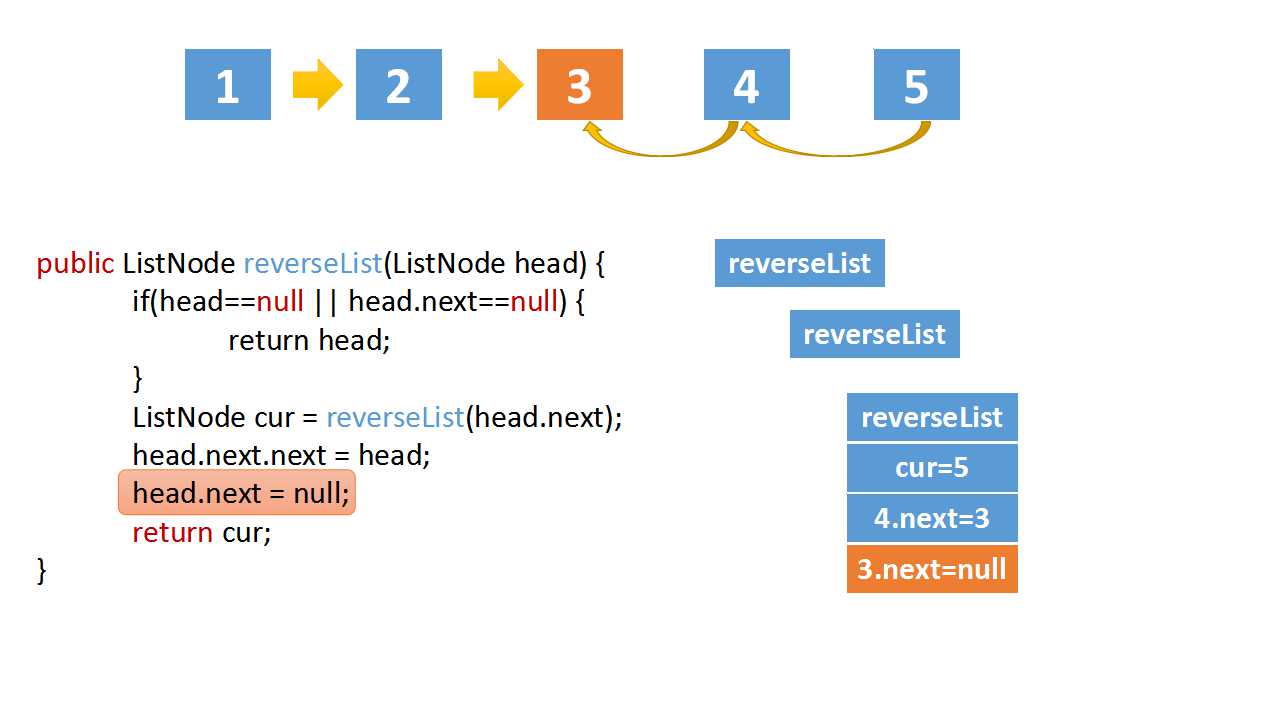 1 2 3 4 5
public ListNode reverseList(ListNode head) {
if(head==null || head.next==null) {
return head;
}
ListNode cur = reverseList(head.next);
head.next.next = head;
head.next = null;
return cur;
}
reverseList
reverseList
reverseList
cur=5
4.next=3
3.next=null